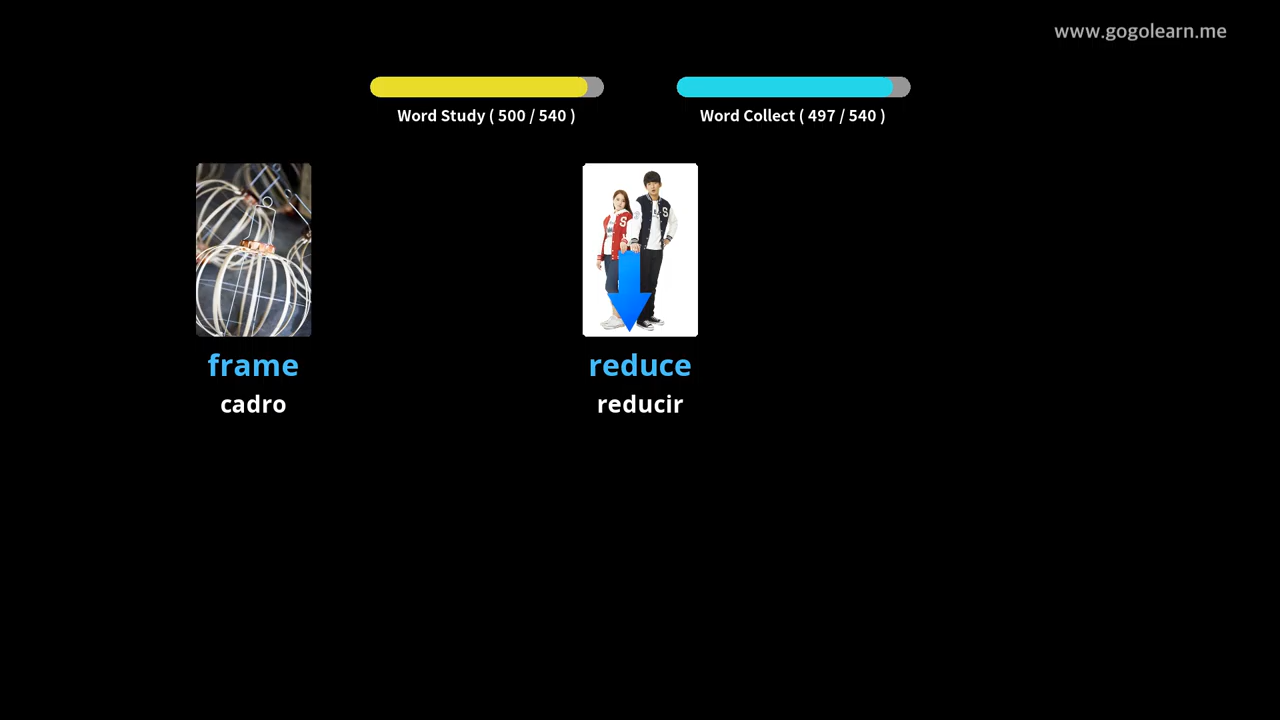 www.gogolearn.me
Word Study ( 500 / 540 )
Word Collect ( 497 / 540 )
S
S
frame
reduce
cadro
reducir